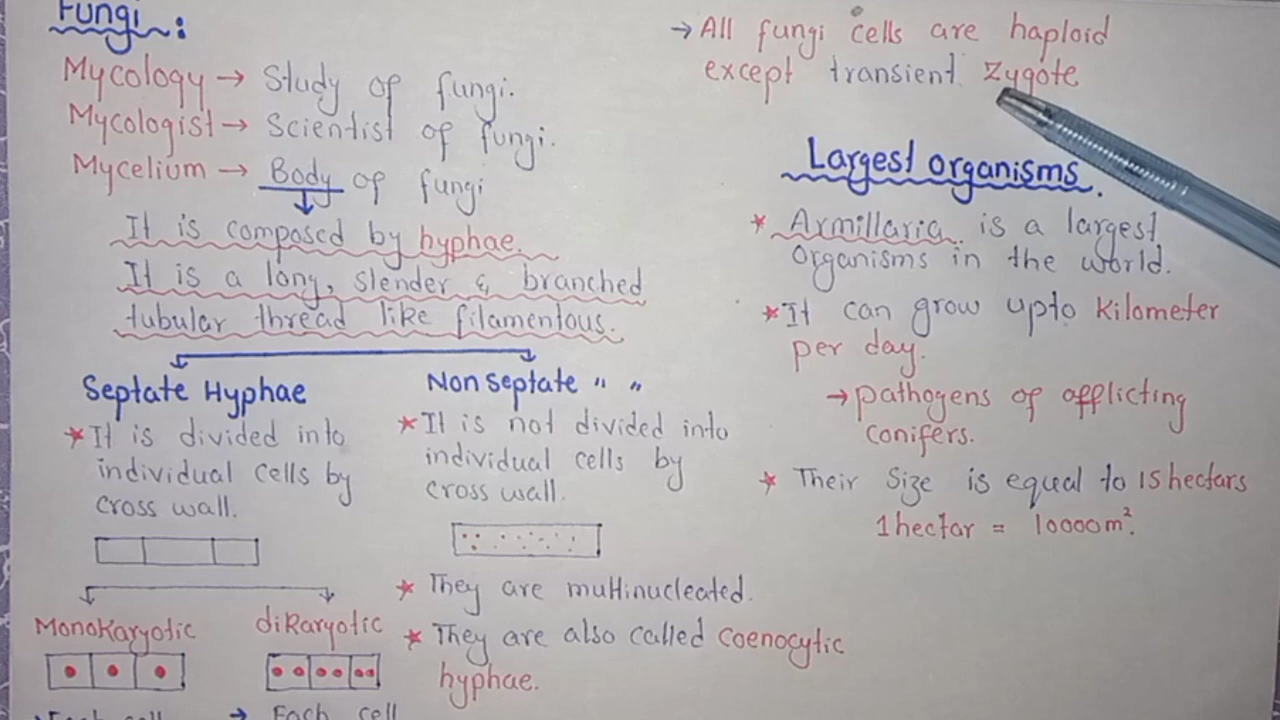 Fungi:
Mycology → Study of fungi.
Mycologist → Scientist of fungi.
Mycelium → Body of fungi
It is composed by hyphae.
It is a long, slender & branched
tubular thread like filamentous.
Septate Hyphae
* It is divided into
individual cells by
cross wall.
Monokaryotic
dikaryotic
→ Each cell
→ Each cell
Non septate " "
* It is not divided into
individual cells by
cross wall.
* They are multinucleated.
* They are also called coenocytic
hyphae.
→ All fungi cells are haploid
except transient zygote
Largest organisms.
* Armillaria is a largest
organisms in the world.
* It can grow upto kilometer
per day.
→ pathogens of afflicting
conifers.
* Their size is equal to 15 hectars
1 hectar = 10000m².